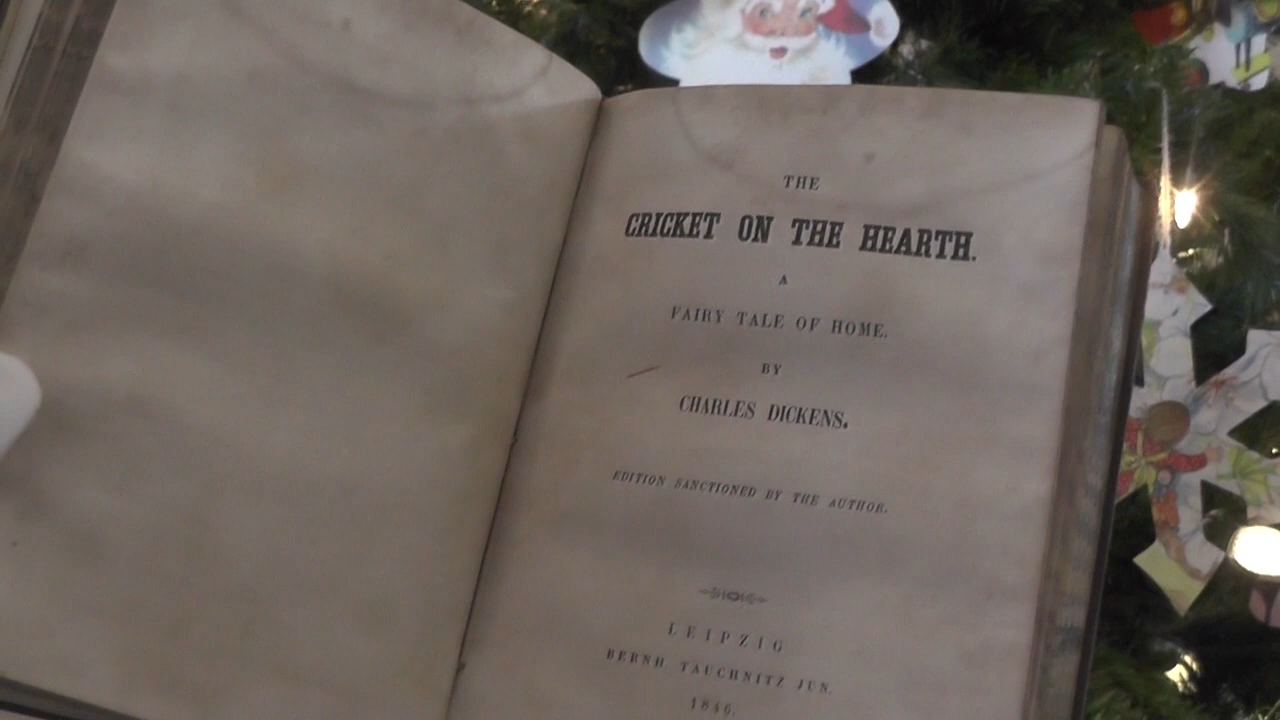 THE
CRICKET ON THE HEARTH.
A
FAIRY TALE OF HOME.
BY
CHARLES DICKENS.
EDITION SANCTIONED BY THE AUTHOR.
LEIPZIG
BERNH TAUCHNITZ JUN.
1846.